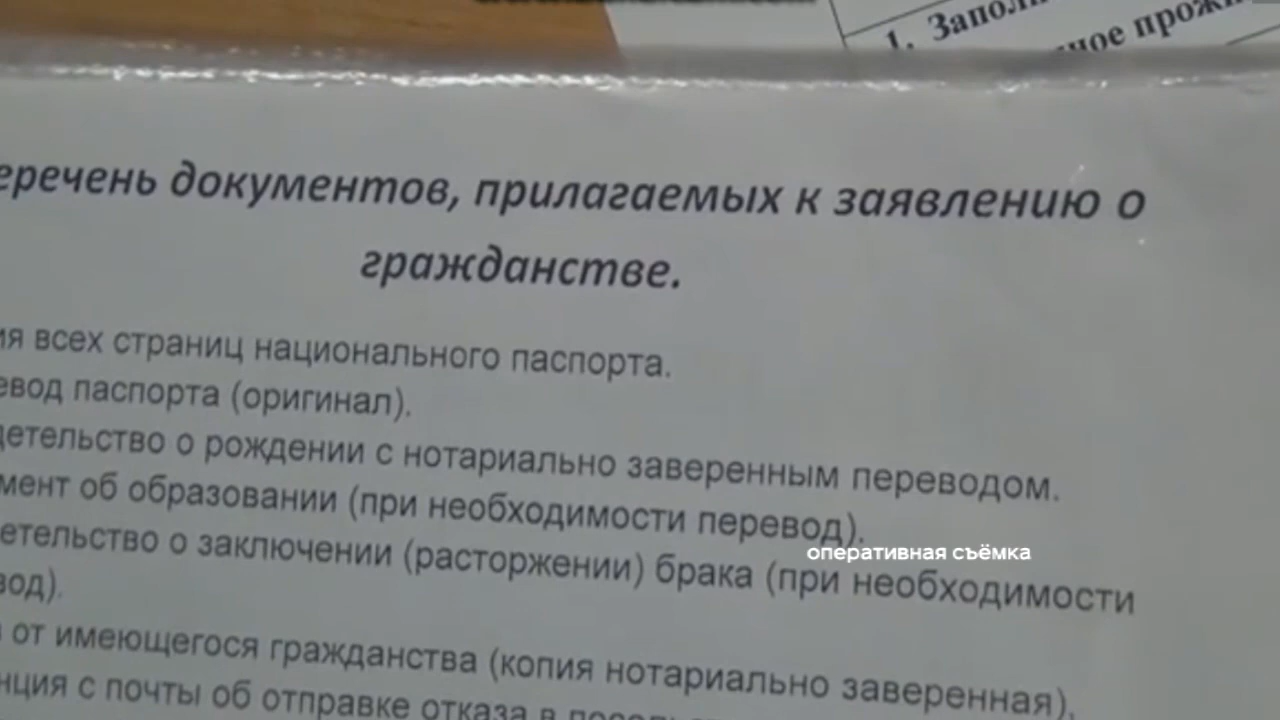 1. Заполн
ное прожи
еречень документов, прилагаемых к заявлению о
гражданстве.
ия всех страниц национального паспорта.
евод паспорта (оригинал).
детельство о рождении с нотариально заверенным переводом.
мент об образовании (при необходимости перевод).
оперативная съёмка
етельство о заключении (расторжении) брака (при необходимости
вод).
от имеющегося гражданства (копия нотариально заверенная).
нция с почты об отправке отказа в